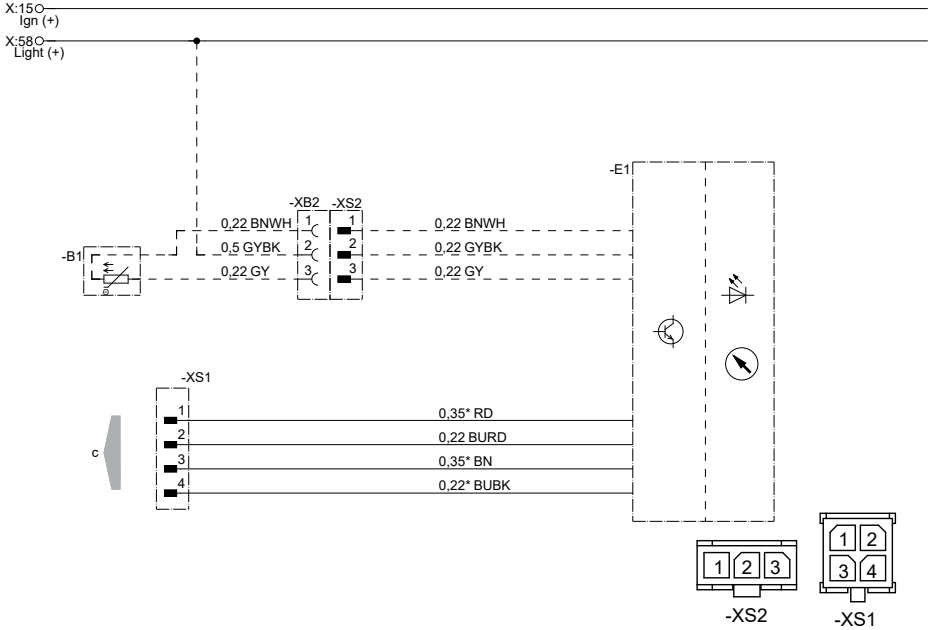 X:15
Ign (+)
X:58
Light (+)
-E1
-XB2 -XS2
0,22 BNWH 1 1 0,22 BNWH
0,5 GYBK 2 2 0,22 GYBK
-B1
0,22 GY 3 3 0,22 GY
-XS1
1 0,35* RD
2 0,22 BURD
c
3 0,35* BN
4 0,22* BUBK
1 2
1 2 3
3 4
-XS2
-XS1